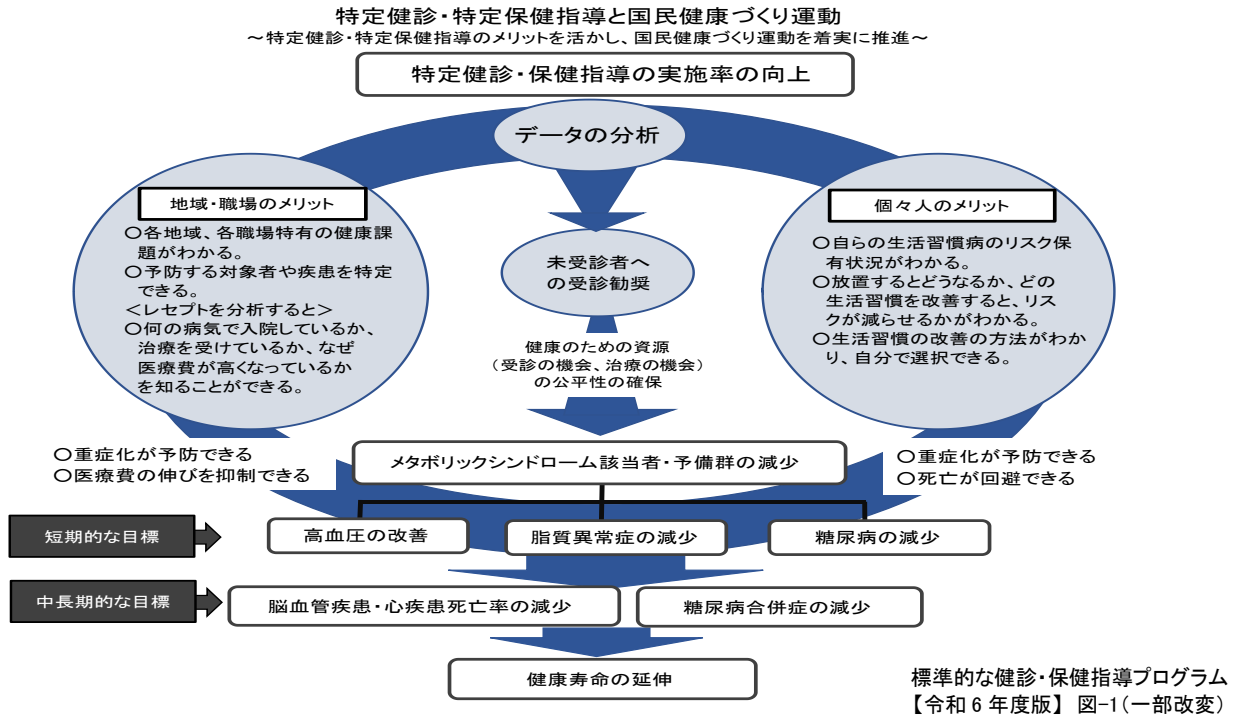 特定健診・特定保健指導と国民健康づくり運動
～特定健診・特定保健指導のメリットを活かし、国民健康づくり運動を着実に推進～
特定健診・保健指導の実施率の向上
データの分析
地域・職場のメリット
〇各地域、各職場特有の健康課
題がわかる。
〇予防する対象者や疾患を特定
できる。
＜レセプトを分析すると＞
〇何の病気で入院しているか、
治療を受けているか、なぜ
医療費が高くなっているか
を知ることができる。
未受診者へ
の受診勧奨
健康のための資源
（受診の機会、治療の機会）
の公平性の確保
個々人のメリット
〇自らの生活習慣病のリスク保
有状況がわかる。
〇放置するとどうなるか、どの
生活習慣を改善すると、リス
クが減らせるかがわかる。
〇生活習慣の改善の方法がわか
り、自分で選択できる。
〇重症化が予防できる
〇医療費の伸びを抑制できる
メタボリックシンドローム該当者・予備群の減少
〇重症化が予防できる
〇死亡が回避できる
短期的な目標
高血圧の改善
脂質異常症の減少
糖尿病の減少
中長期的な目標
脳血管疾患・心疾患死亡率の減少
糖尿病合併症の減少
健康寿命の延伸
標準的な健診・保健指導プログラム
【令和6年度版】 図-1（一部改変）